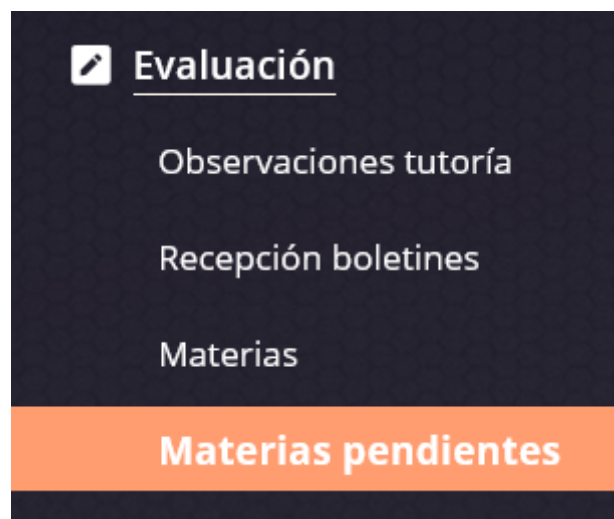 Evaluación
Observaciones tutoría
Recepción boletines
Materias
Materias pendientes